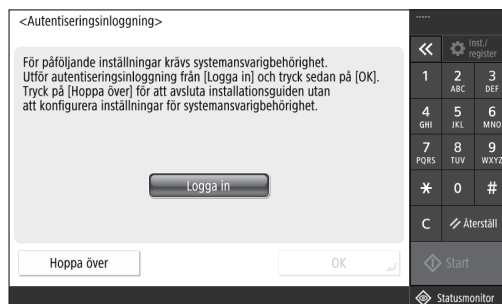 <Autentiseringsinloggning>
För påföljande inställningar krävs systemansvarigbehörighet.
Utför autentiseringsinloggning från [Logga in] och tryck sedan på [OK].
Tryck på [Hoppa över] för att avsluta installationsguiden utan
att konfigurera inställningar för systemansvarigbehörighet.
Logga in
Hoppa över
OK
-----
Inst./
register
1
2
ABC
3
DEF
4
GHI
5
JKL
6
MNO
7
PQRS
8
TUV
9
WXYZ
*
0
#
C
Återställ
Start
Statusmonitor